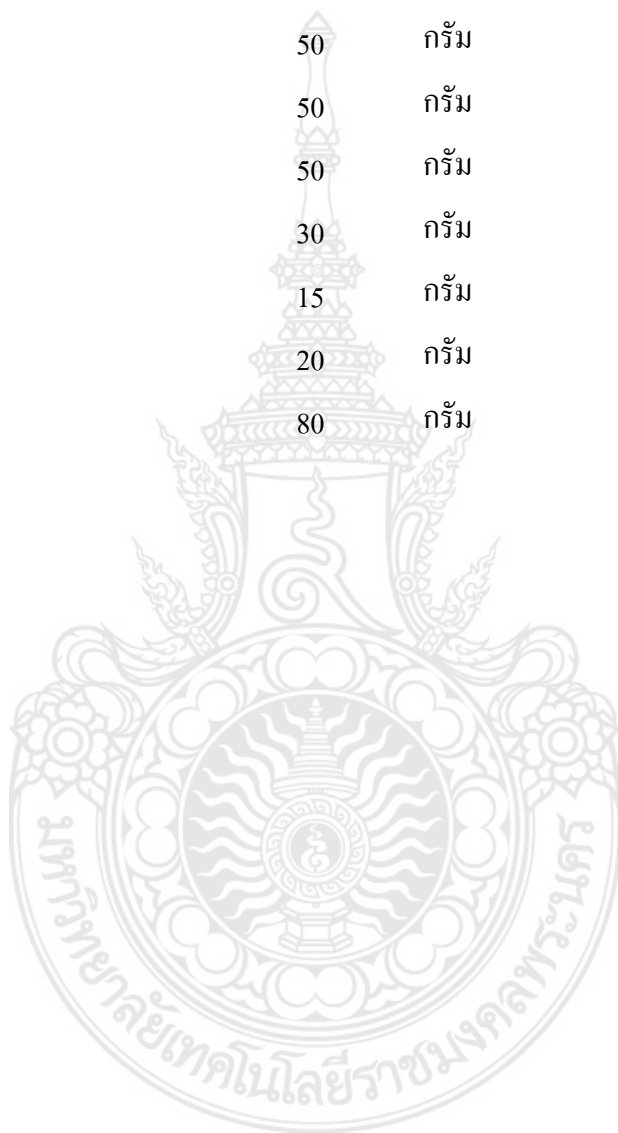 50 กรัม
50 กรัม
50 กรัม
30 กรัม
15 กรัม
20 กรัม
80 กรัม
มหาวิทยาลัยเทคโนโลยีราชมงคลพระนคร